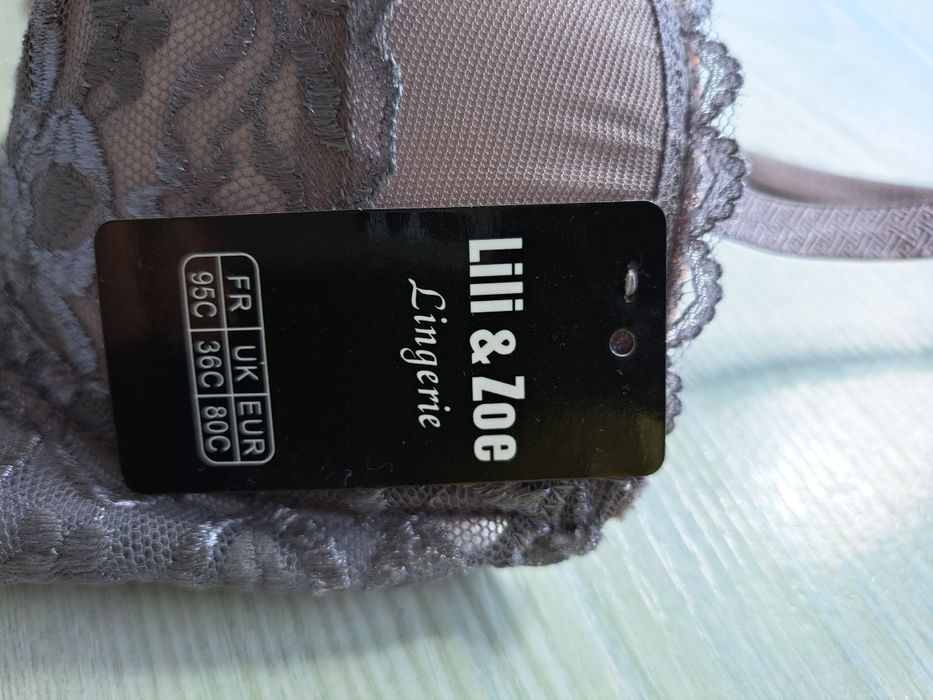 Lili & Zoe
Lingerie
FR UK EUR
95C 36C 80C